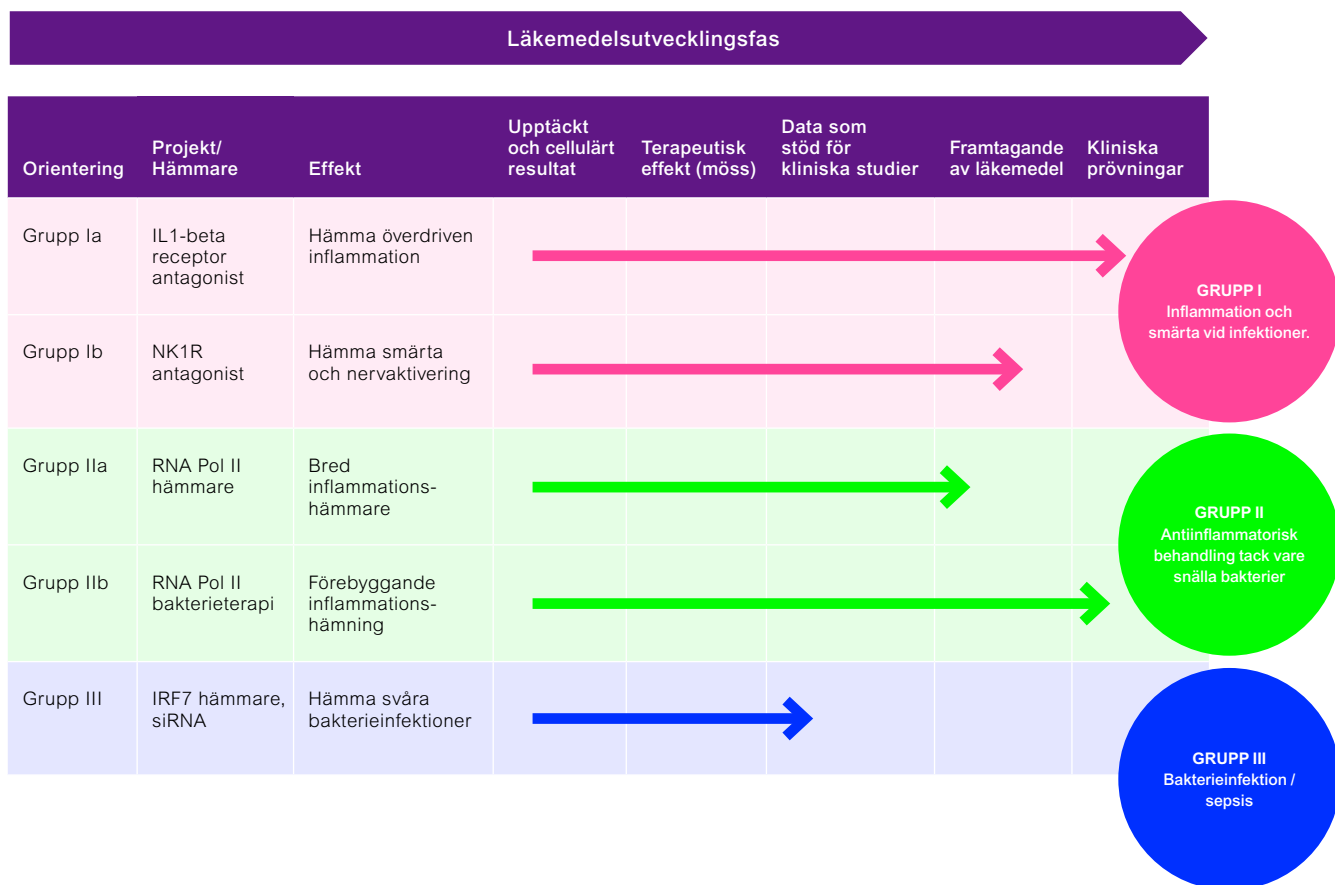 Läkemedelsutvecklingsfas
Orientering
Projekt/
Hämmare
Effekt
Upptäckt
och cellulärt
resultat
Terapeutisk
effekt (möss)
Data som
stöd för
kliniska studier
Framtagande
av läkemedel
Kliniska
prövningar
Grupp Ia
IL1-beta
receptor
antagonist
Hämma överdriven
inflammation
Grupp Ib
NK1R
antagonist
Hämma smärta
och nervaktivering
GRUPP I
Inflammation och
smärta vid infektioner.
Grupp IIa
RNA Pol II
hämmare
Bred
inflammations-
hämmare
Grupp IIb
RNA Pol II
bakterieterapi
Förebyggande
inflammations-
hämning
GRUPP II
Antiinflammatorisk
behandling tack vare
snälla bakterier
Grupp III
IRF7 hämmare,
siRNA
Hämma svåra
bakterieinfektioner
GRUPP III
Bakterieinfektion /
sepsis